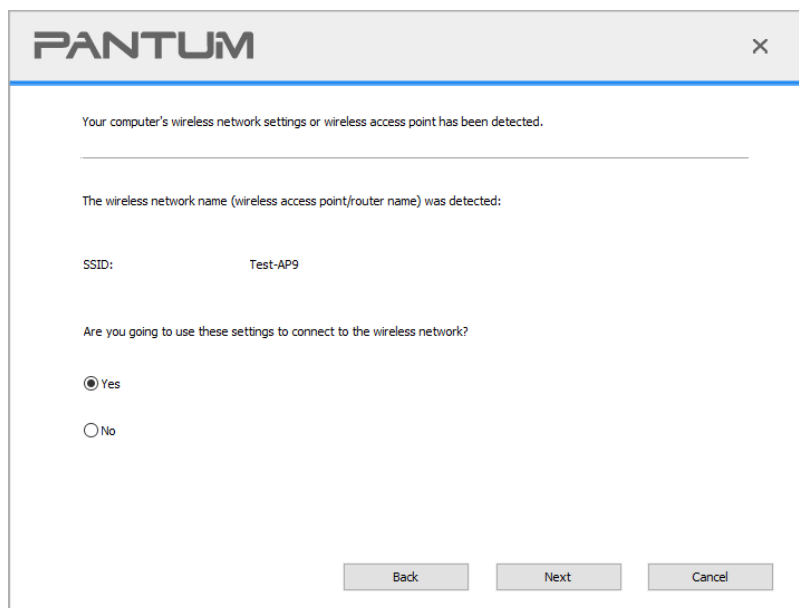 PANTUM
Your computer's wireless network settings or wireless access point has been detected.
The wireless network name (wireless access point/router name) was detected:
SSID: Test-AP9
Are you going to use these settings to connect to the wireless network?
Yes
No
Back Next Cancel